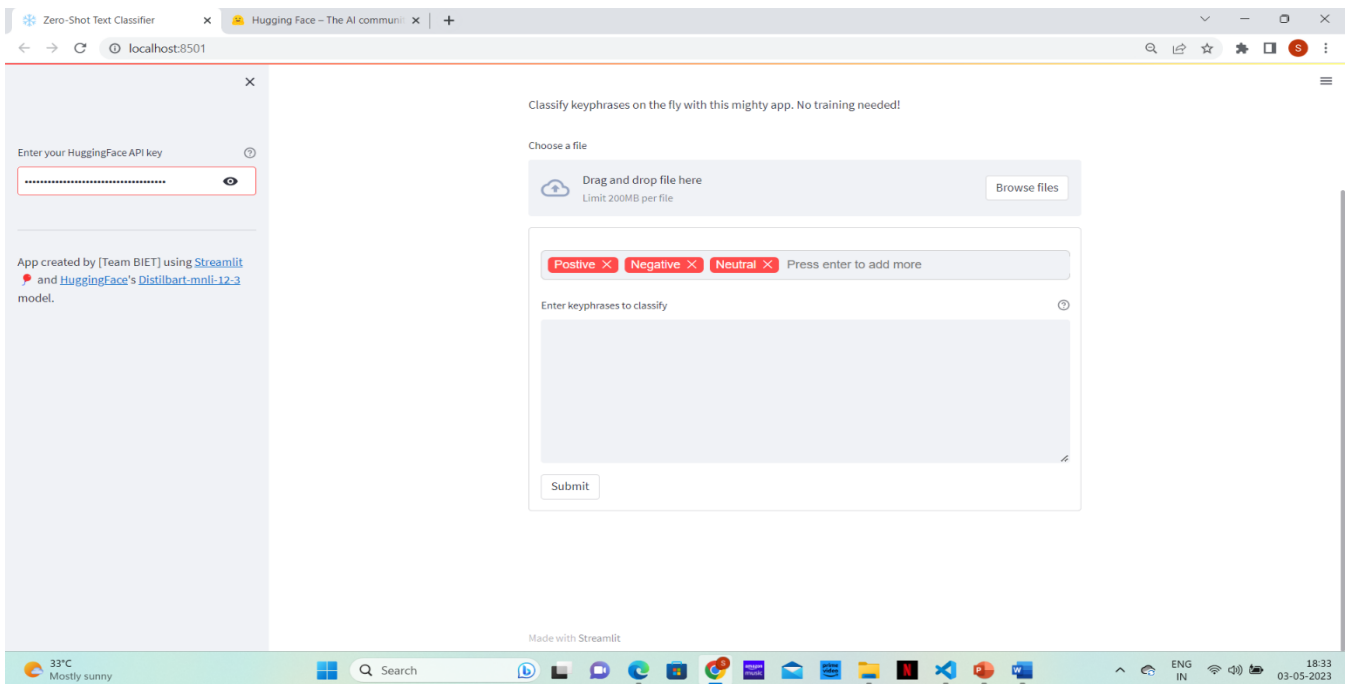 Zero-Shot Text Classifier
Hugging Face – The AI communi
localhost:8501
S
Classify keyphrases on the fly with this mighty app. No training needed!
Enter your HuggingFace API key
Choose a file
Drag and drop file here
Limit 200MB per file
Browse files
App created by [Team BIET] using Streamlit
and HuggingFace's Distilbart-mnli-12-3
model.
Postive Negative Neutral Press enter to add more
Enter keyphrases to classify
Submit
Made with Streamlit
33°C
Mostly sunny
Search
ENG
IN
18:33
03-05-2023